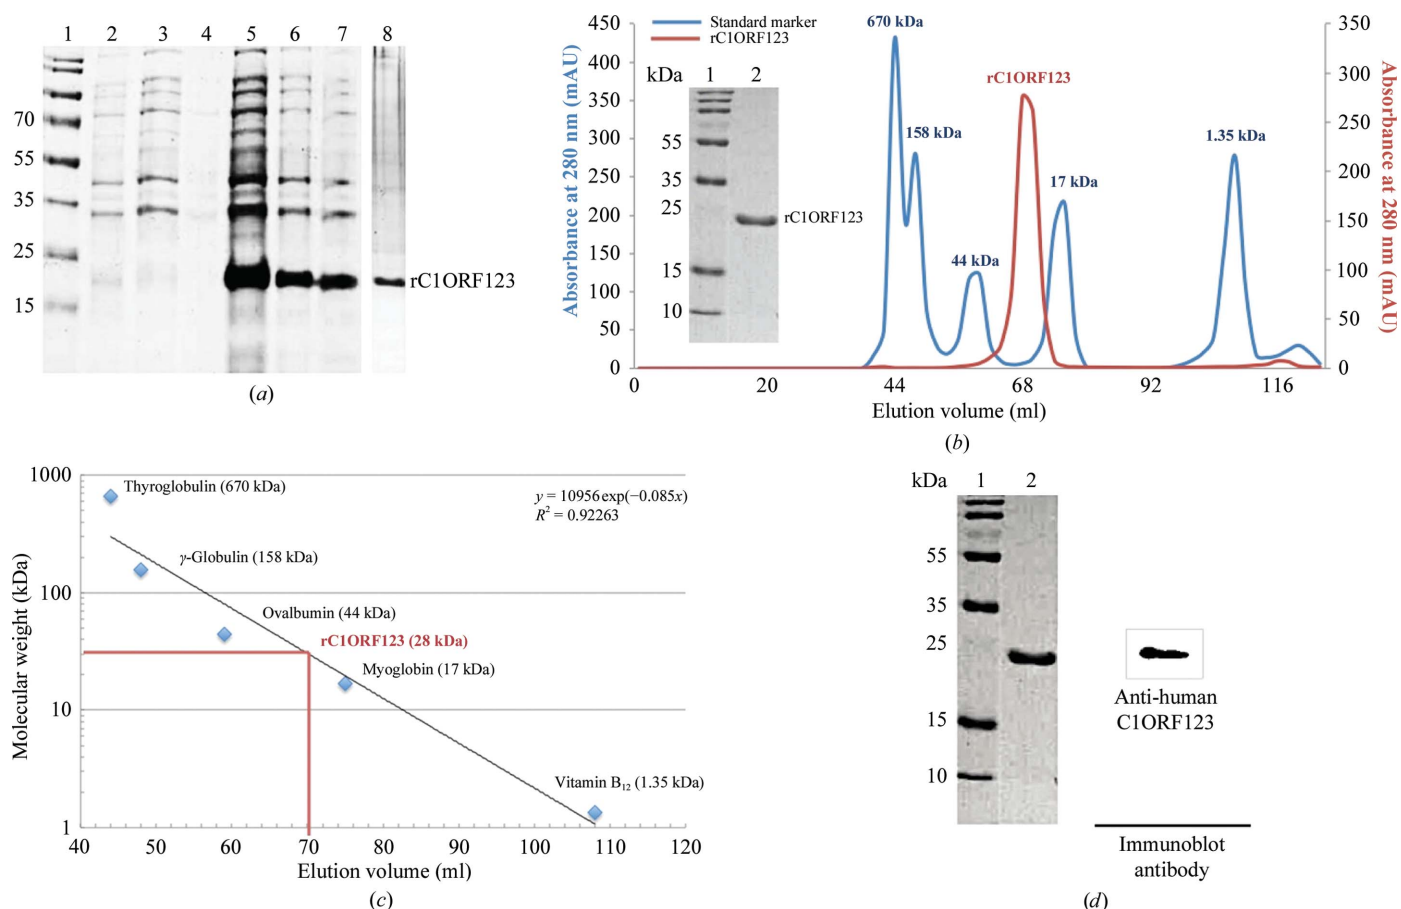 1 2 3 4 5 6 7 8
70
55
35
25
15
rC1ORF123
(a)
Standard marker
rC1ORF123
Absorbance at 280 nm (mAU)
450
400
350
300
250
200
150
100
50
0
kDa 1 2
55
35
25
15
10
rC1ORF123
670 kDa
158 kDa
44 kDa
rC1ORF123
17 kDa
1.35 kDa
350
300
250
200
150
100
50
0
Absorbance at 280 nm (mAU)
0 20 44 68 92 116
Elution volume (ml)
(b)
Molecular weight (kDa)
1000
100
10
1
Thyroglobulin (670 kDa)
y = 10956 exp(−0.085x)
R² = 0.92263
γ-Globulin (158 kDa)
Ovalbumin (44 kDa)
rC1ORF123 (28 kDa)
Myoglobin (17 kDa)
Vitamin B₁₂ (1.35 kDa)
40 50 60 70 80 90 100 110 120
Elution volume (ml)
(c)
kDa 1 2
55
35
25
15
10
Anti-human
C1ORF123
Immunoblot
antibody
(d)